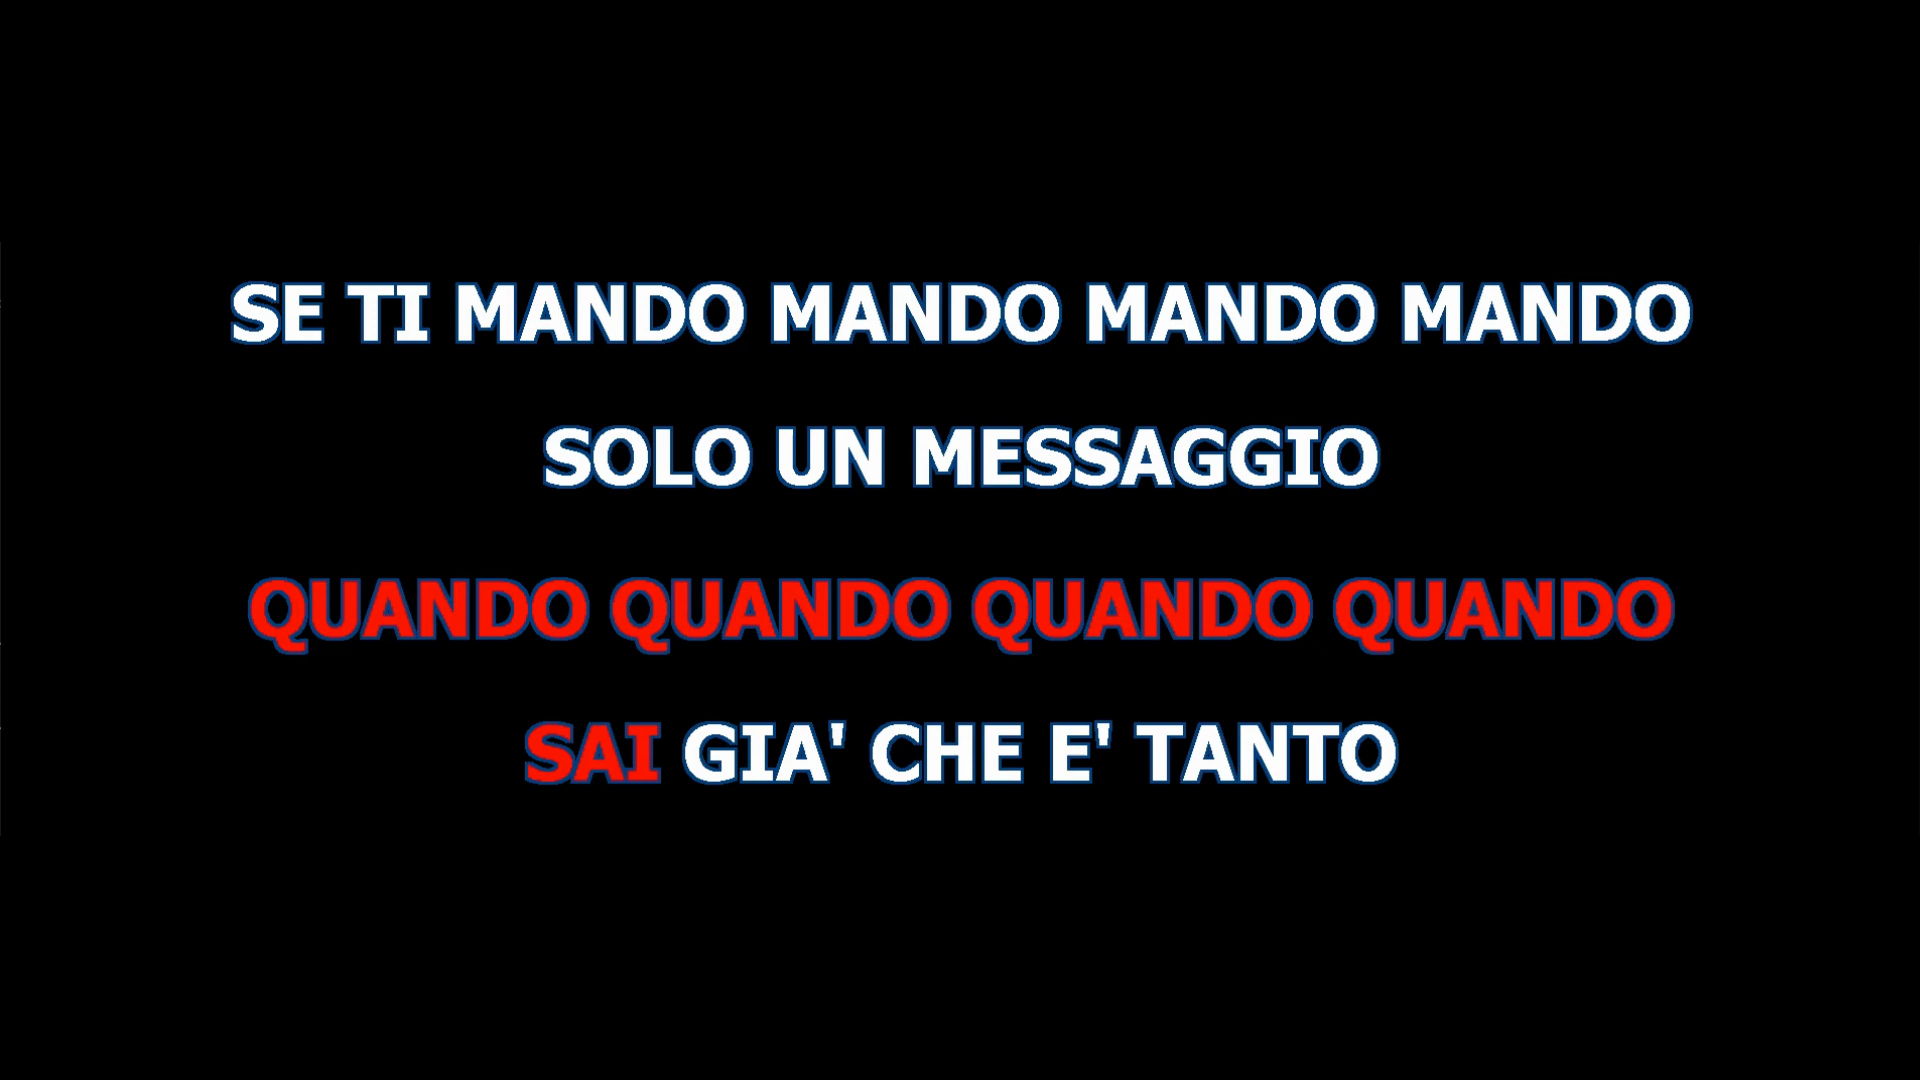 SE TI MANDO MANDO MANDO MANDO
SOLO UN MESSAGGIO
QUANDO QUANDO QUANDO QUANDO
SAI GIA' CHE E' TANTO